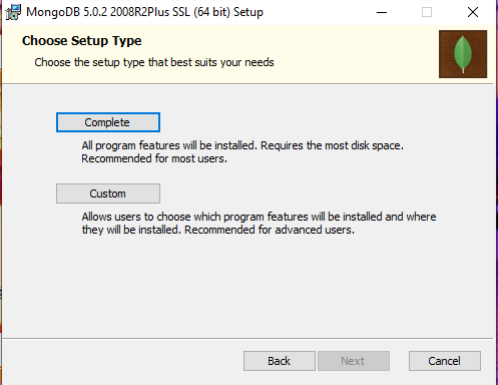 MongoDB 5.0.2 2008R2Plus SSL (64 bit) Setup
Choose Setup Type
Choose the setup type that best suits your needs
Complete
All program features will be installed. Requires the most disk space.
Recommended for most users.
Custom
Allows users to choose which program features will be installed and where
they will be installed. Recommended for advanced users.
Back Next Cancel